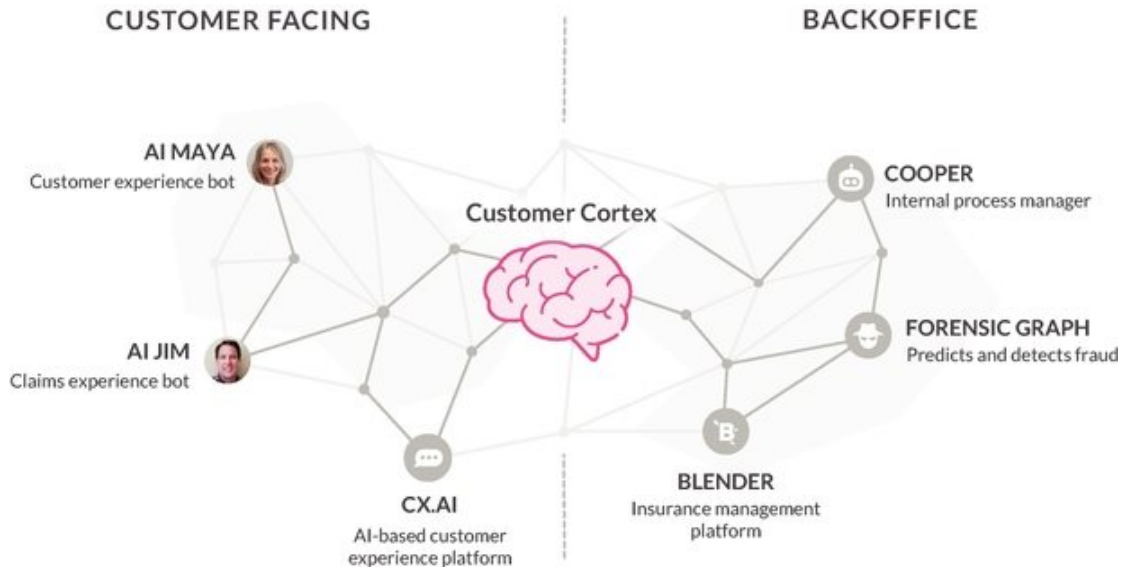 CUSTOMER FACING
BACKOFFICE
AI MAYA
Customer experience bot
COOPER
Internal process manager
Customer Cortex
AI JIM
Claims experience bot
FORENSIC GRAPH
Predicts and detects fraud
CX.AI
AI-based customer
experience platform
B
BLENDER
Insurance management
platform